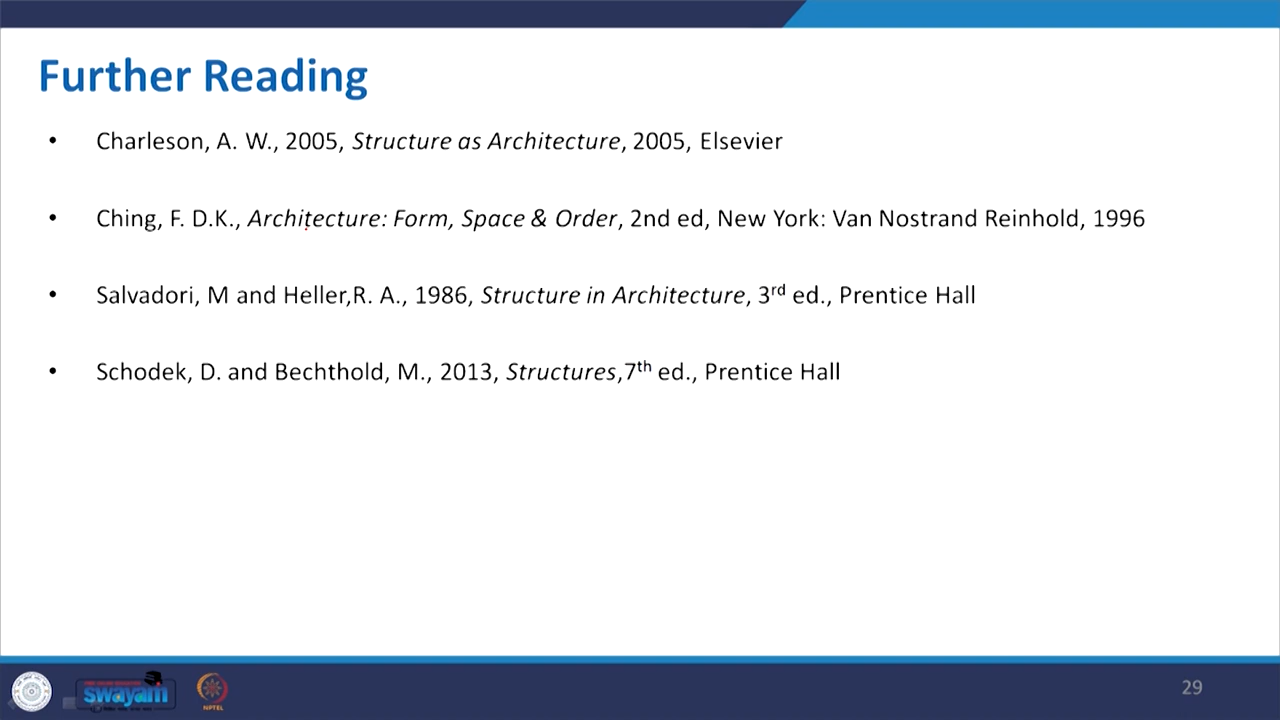 Further Reading
• Charleson, A. W., 2005, Structure as Architecture, 2005, Elsevier
• Ching, F. D.K., Architecture: Form, Space & Order, 2nd ed, New York: Van Nostrand Reinhold, 1996
• Salvadori, M and Heller,R. A., 1986, Structure in Architecture, 3rd ed., Prentice Hall
• Schodek, D. and Bechthold, M., 2013, Structures,7th ed., Prentice Hall
swayam
NPTEL
29